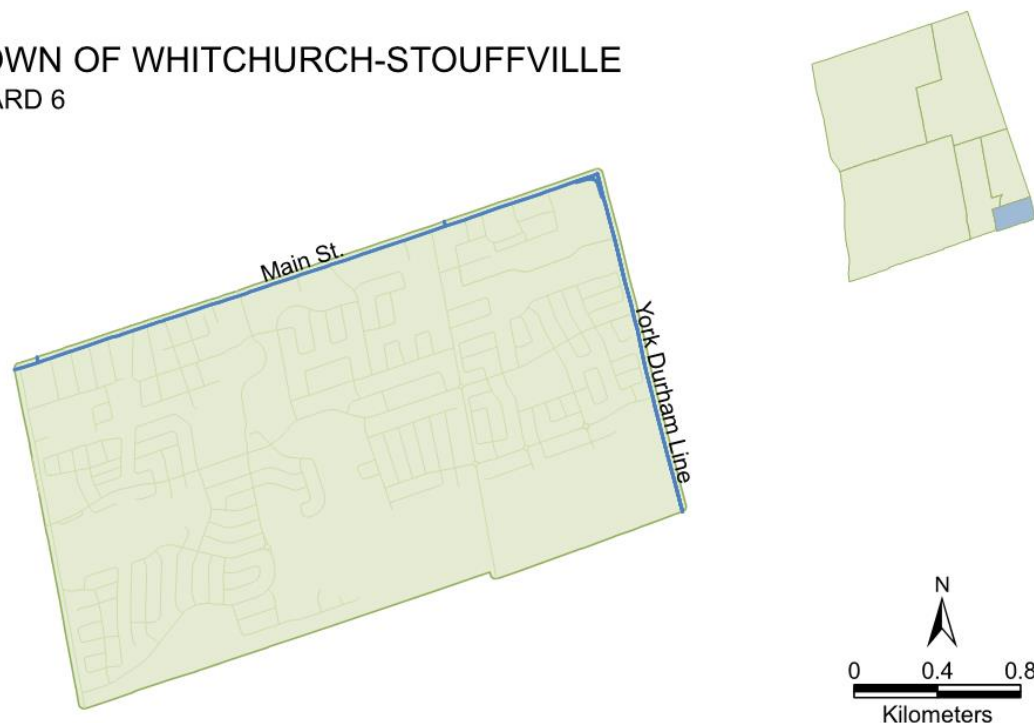 OWN OF WHITCHURCH-STOUFFVILLE
ARD 6
Main St.
York Durham Line
N
0 0.4 0.8
Kilometers